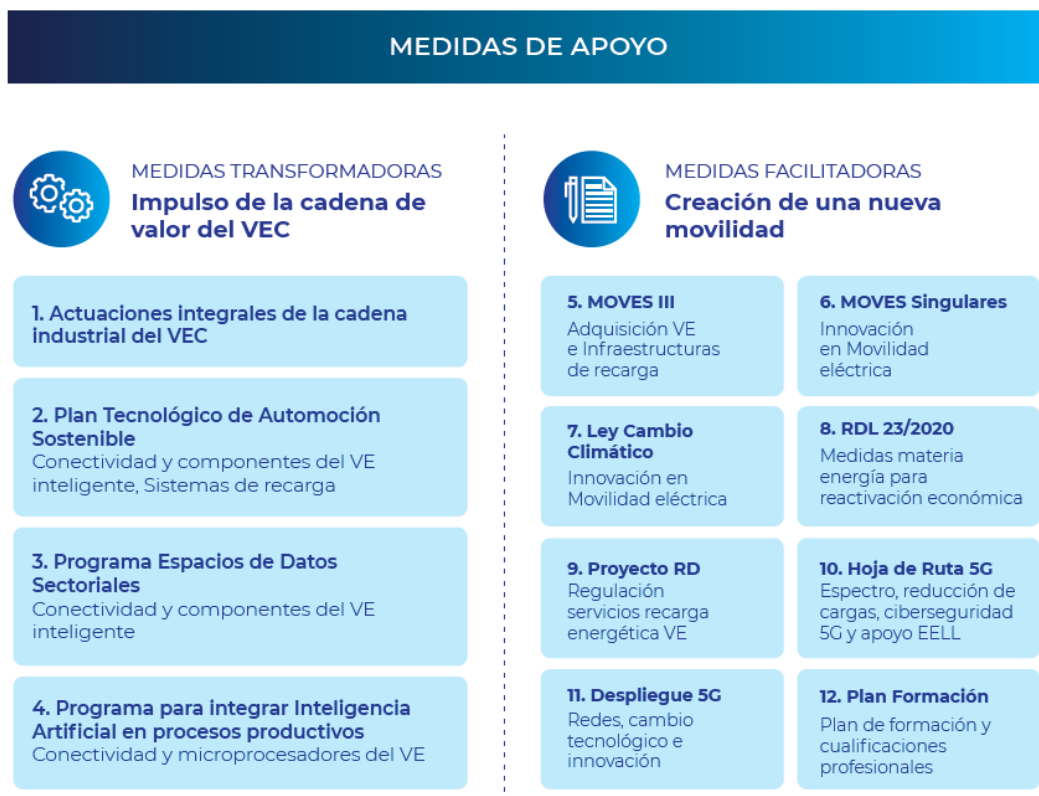 MEDIDAS DE APOYO
MEDIDAS TRANSFORMADORAS
Impulso de la cadena de
valor del VEC
1. Actuaciones integrales de la cadena
industrial del VEC
2. Plan Tecnológico de Automoción
Sostenible
Conectividad y componentes del VE
inteligente, Sistemas de recarga
3. Programa Espacios de Datos
Sectoriales
Conectividad y componentes del VE
inteligente
4. Programa para integrar Inteligencia
Artificial en procesos productivos
Conectividad y microprocesadores del VE
MEDIDAS FACILITADORAS
Creación de una nueva
movilidad
5. MOVES III
Adquisición VE
e Infraestructuras
de recarga
6. MOVES Singulares
Innovación
en Movilidad
eléctrica
7. Ley Cambio
Climático
Innovación en
Movilidad eléctrica
8. RDL 23/2020
Medidas materia
energía para
reactivación económica
9. Proyecto RD
Regulación
servicios recarga
energética VE
10. Hoja de Ruta 5G
Espectro, reducción de
cargas, ciberseguridad
5G y apoyo EELL
11. Despliegue 5G
Redes, cambio
tecnológico e
innovación
12. Plan Formación
Plan de formación y
cualificaciones
profesionales